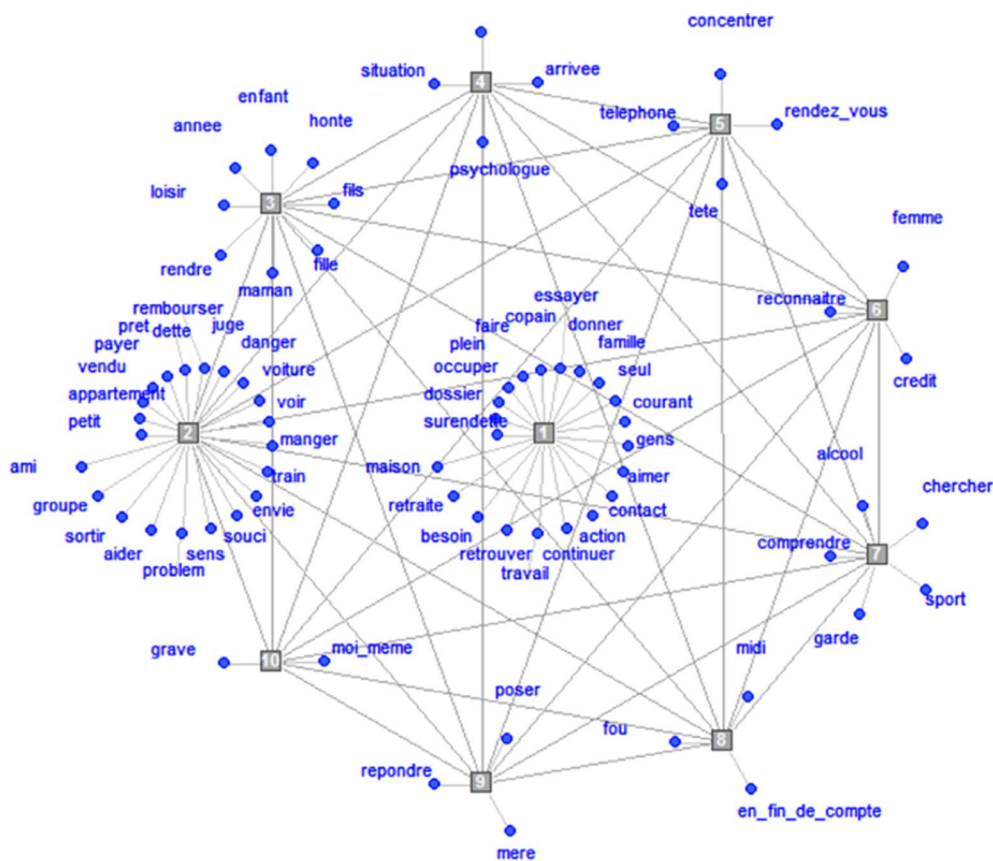 concentrer
situation
4
arrivee
telephone
5
rendez_vous
enfant
annee
honte
psychologue
loisir
3
fils
tete
femme
rendre
fille
maman
reconnaitre
6
credit
rembourser
pret
dette
juge
payer
danger
vendu
voiture
appartement
voir
petit
2
manger
ami
train
groupe
envie
sortir
souci
aider
sens
problem
essayer
copain
faire
donner
plein
famille
occuper
seul
dossier
courant
surendette
1
gens
maison
aimer
retraite
contact
besoin
action
retrouver
continuer
travail
alcool
chercher
comprendre
7
sport
garde
grave
10
moi_meme
midi
poser
fou
8
repondre
9
en_fin_de_compte
mere